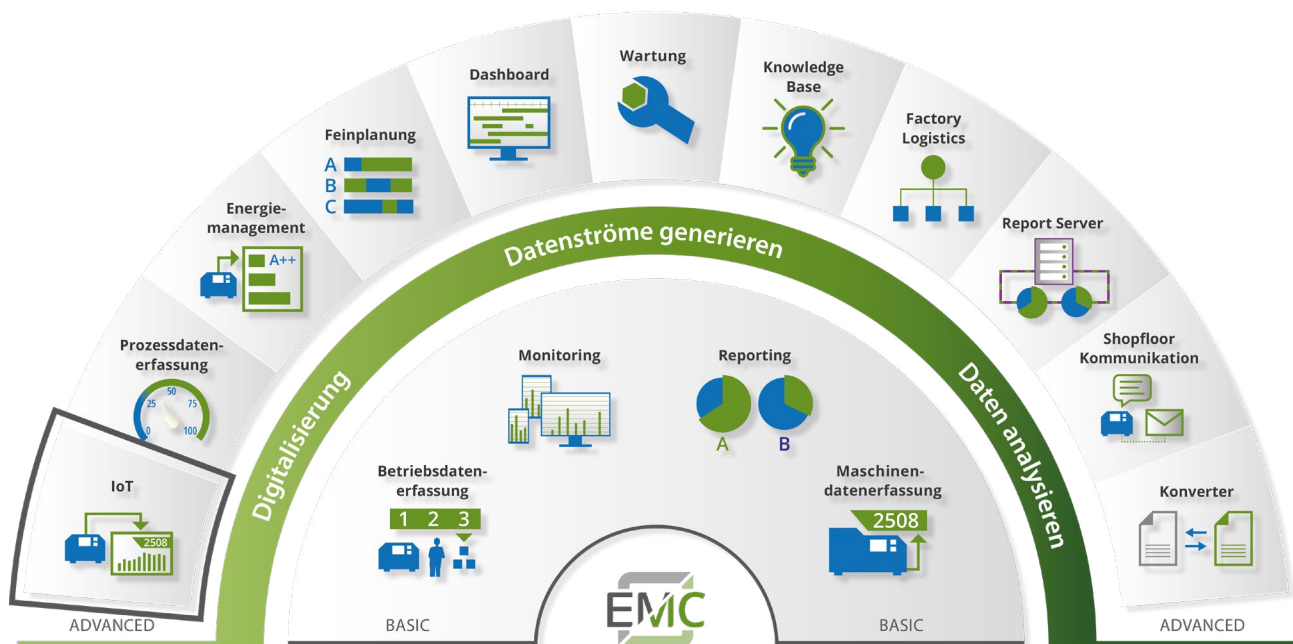 Wartung
Dashboard
Knowledge
Base
Feinplanung
A
B
C
Factory
Logistics
Energie-
management
A++
Report Server
Prozessdaten-
erfassung
0
25
50
75
100
Shopfloor
Kommunikation
IoT
2508
Konverter
Digitalisierung
Datenströme generieren
Daten analysieren
Monitoring
Reporting
A
B
Betriebsdaten-
erfassung
1 2 3
Maschinen-
datenerfassung
2508
EMC
ADVANCED
BASIC
BASIC
ADVANCED